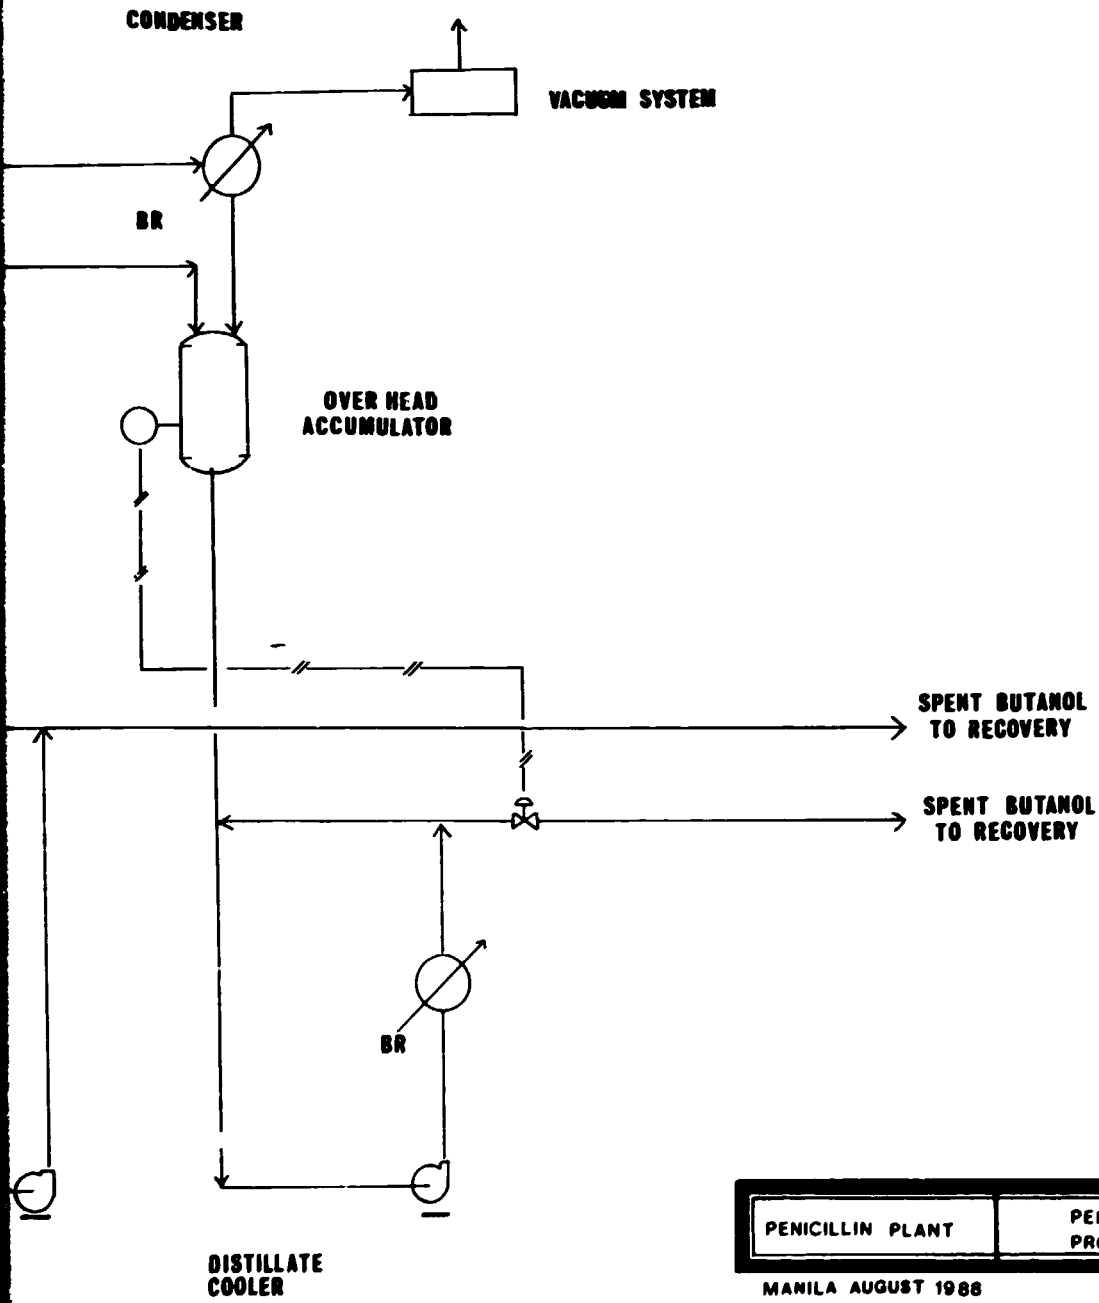 CONDENSER
VACUUM SYSTEM
BR
OVER HEAD
ACCUMULATOR
SPENT BUTANOL
TO RECOVERY
SPENT BUTANOL
TO RECOVERY
BR
PENICILLIN PLANT
DISTILLATE
COOLER
MANILA AUGUST 1988